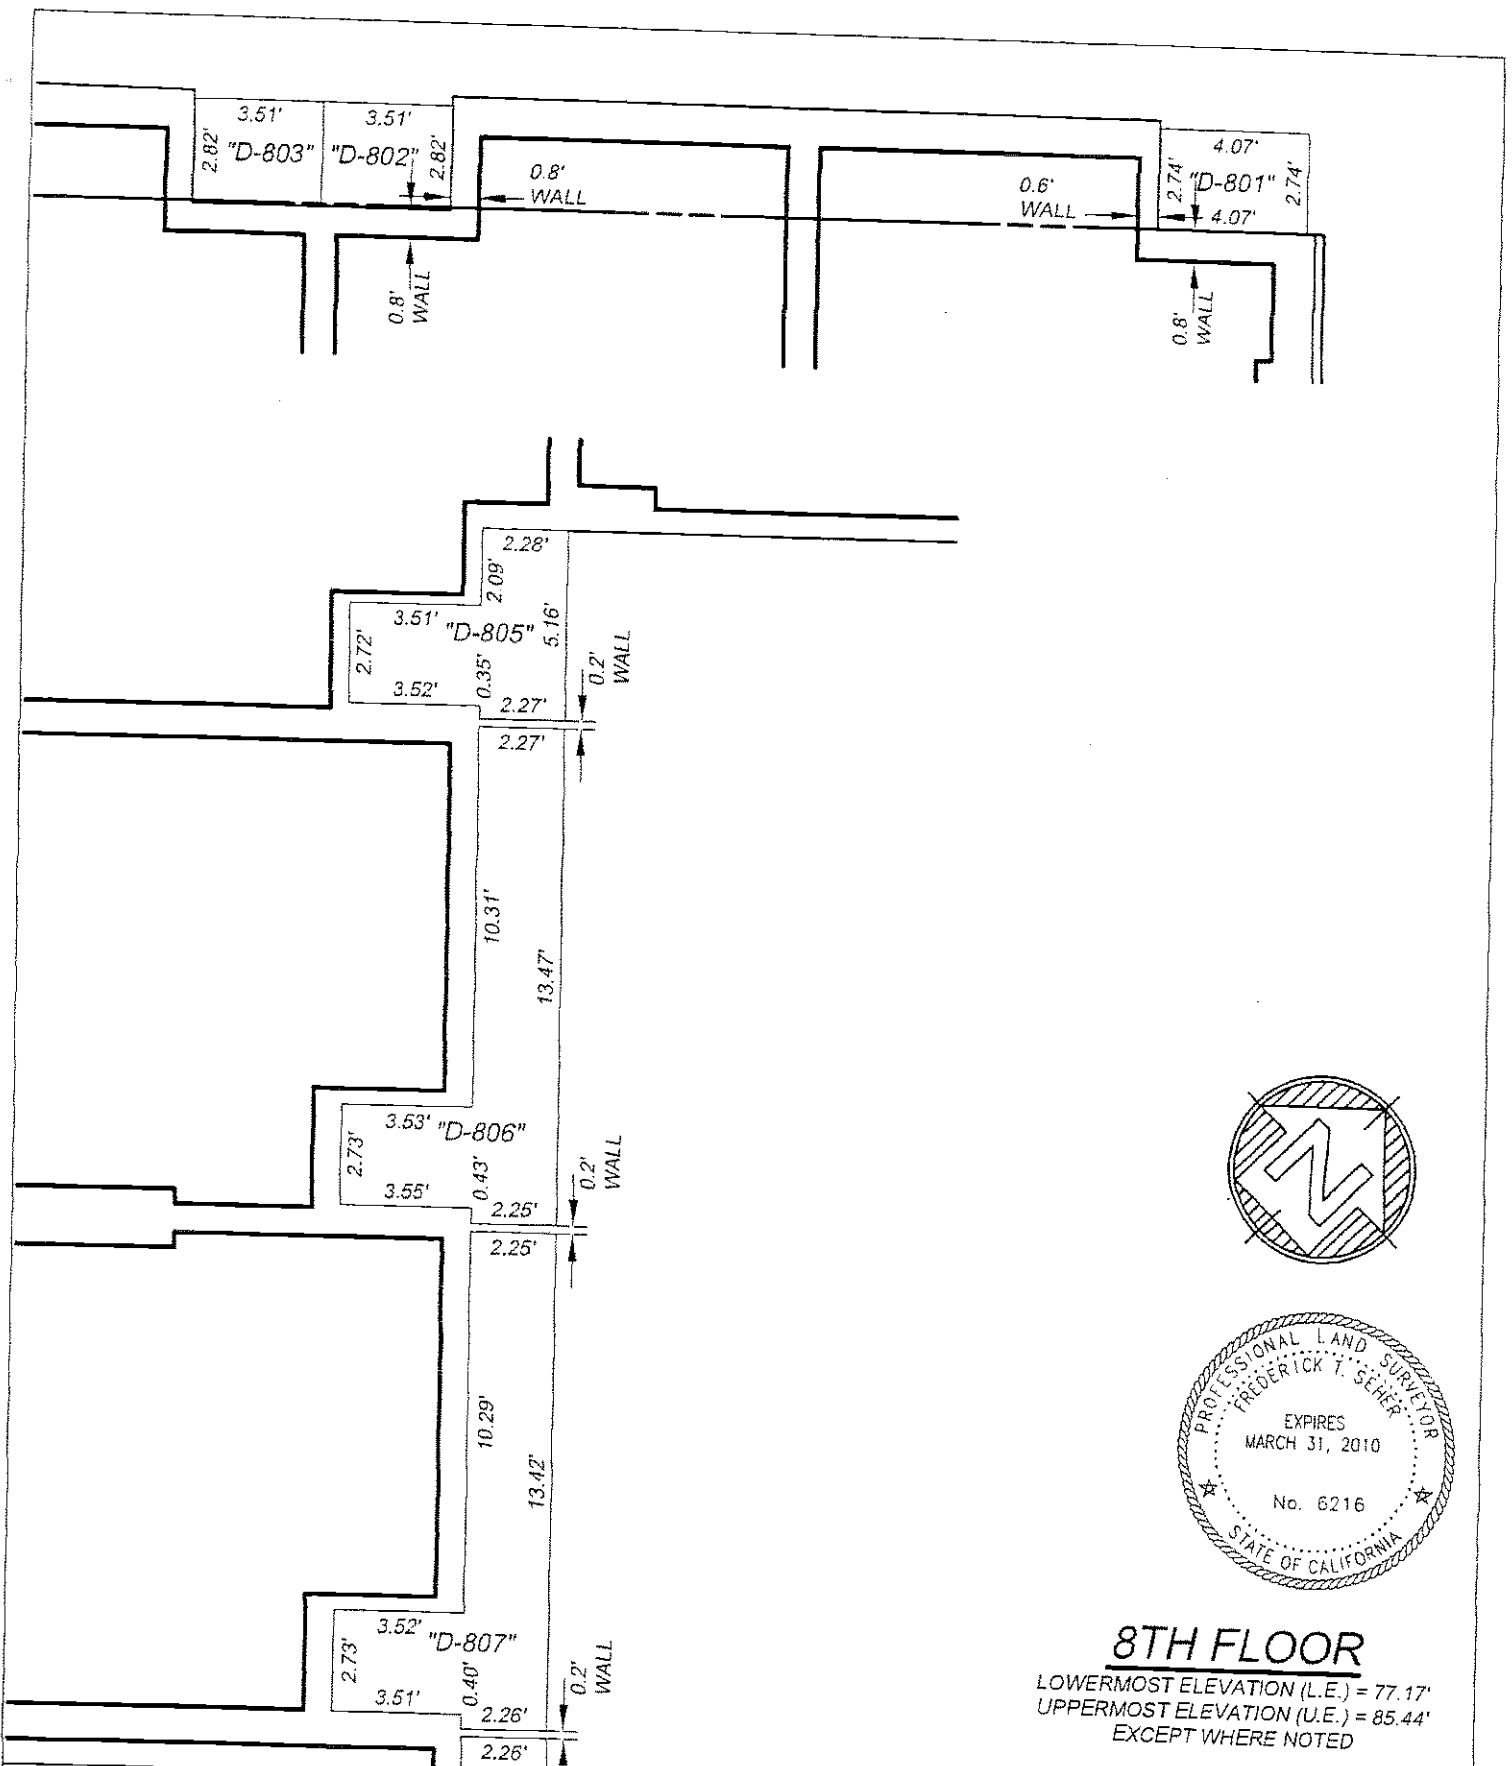 3.51'
3.51'
2.82'
"D-803"
"D-802"
2.82'
0.8'
WALL
0.8'
WALL
0.6'
WALL
4.07'
2.74'
"D-801"
2.74'
4.07'
0.8'
WALL
2.28'
2.09'
3.51'
"D-805"
5.16'
2.72'
3.52'
0.35'
2.27'
0.2'
WALL
2.27'
10.31'
13.47'
3.53'
"D-806"
2.73'
3.55'
0.43'
2.25'
0.2'
WALL
2.25'
10.29'
13.42'
3.52'
"D-807"
2.73'
3.51'
0.40'
2.26'
0.2'
WALL
2.26'
N
PROFESSIONAL LAND SURVEYOR
FREDERICK T. SEHER
EXPIRES
MARCH 31, 2010
No. 6216
STATE OF CALIFORNIA
8TH FLOOR
LOWERMOST ELEVATION (L.E.) = 77.17'
UPPERMOST ELEVATION (U.E.) = 85.44'
EXCEPT WHERE NOTED